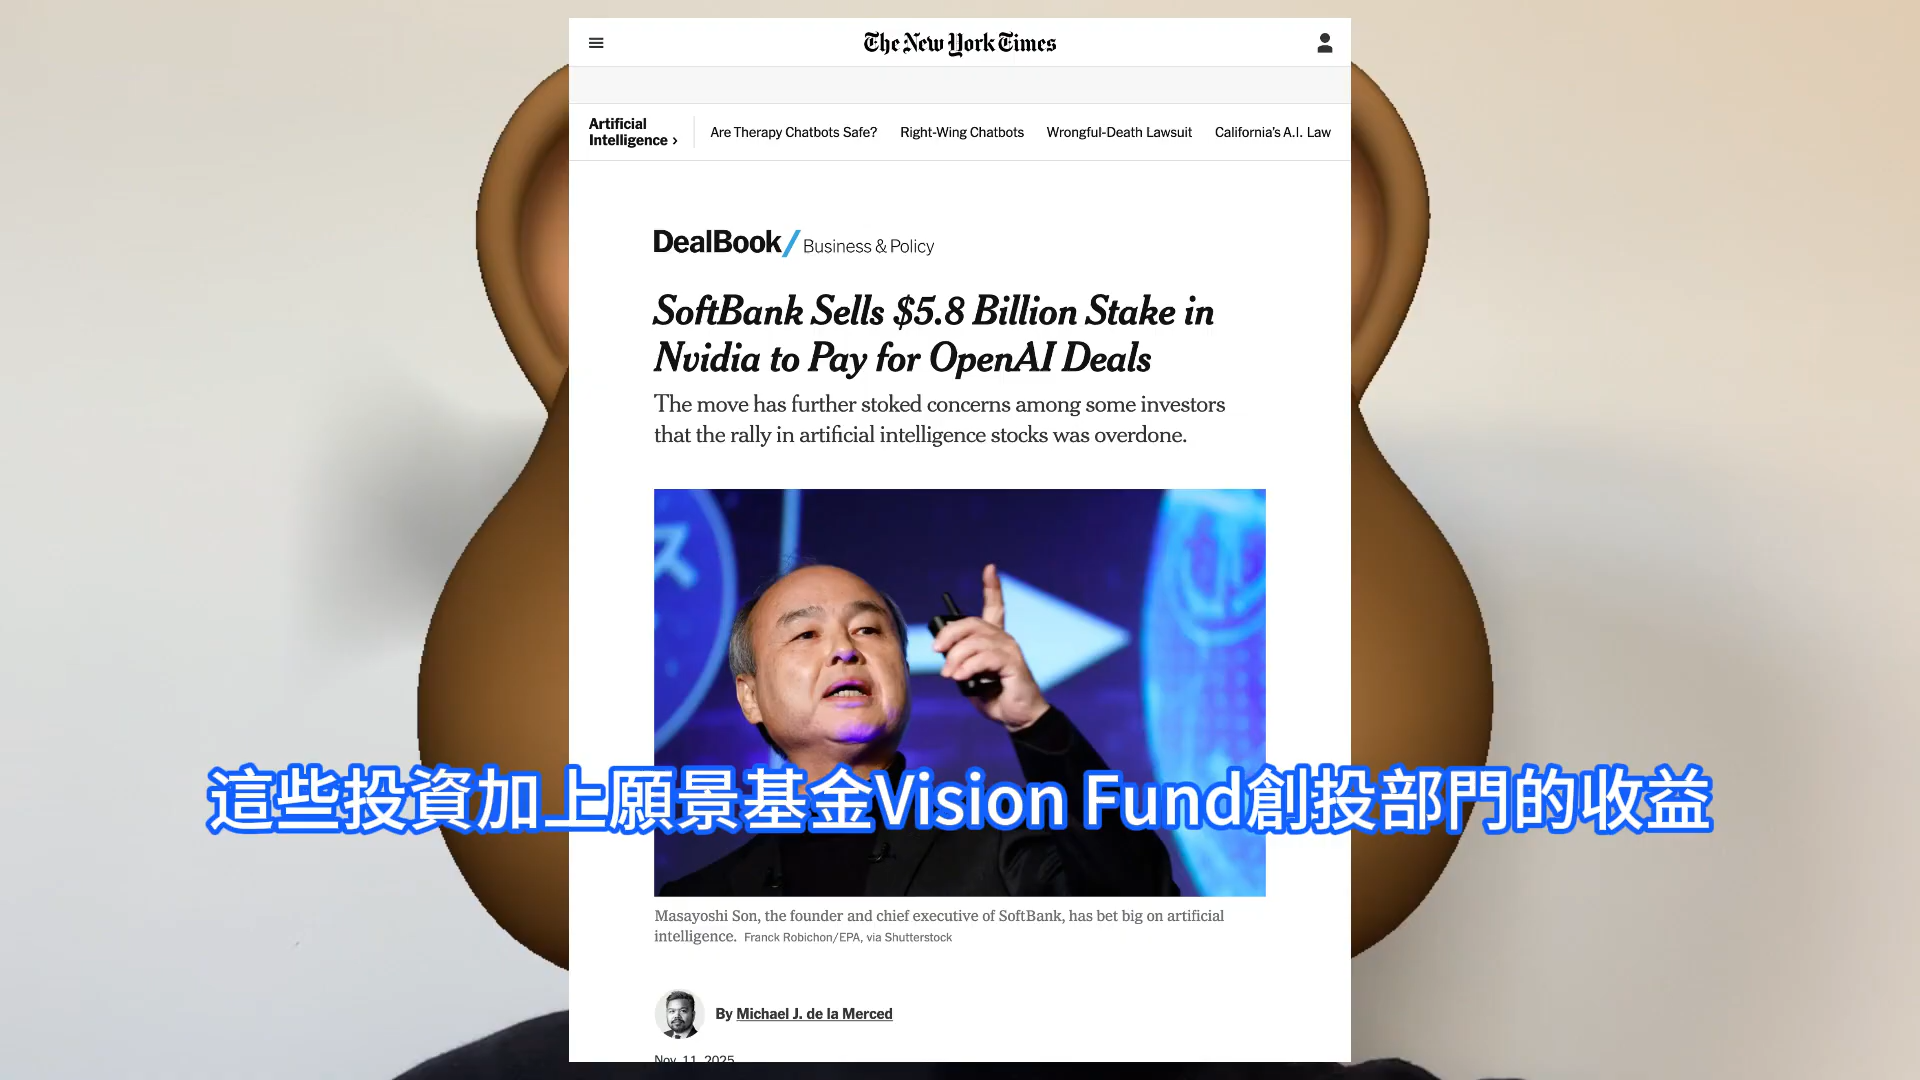 The New York Times
Artificial
Intelligence ›
Are Therapy Chatbots Safe?
Right-Wing Chatbots
Wrongful-Death Lawsuit
California's A.I. Law
DealBook/ Business & Policy
SoftBank Sells $5.8 Billion Stake in
Nvidia to Pay for OpenAI Deals
The move has further stoked concerns among some investors
that the rally in artificial intelligence stocks was overdone.
ス
這些投資加上願景基金Vision Fund創投部門的收益
Masayoshi Son, the founder and chief executive of SoftBank, has bet big on artificial
intelligence. Franck Robichon/EPA, via Shutterstock
By Michael J. de la Merced
Nov. 11, 2025